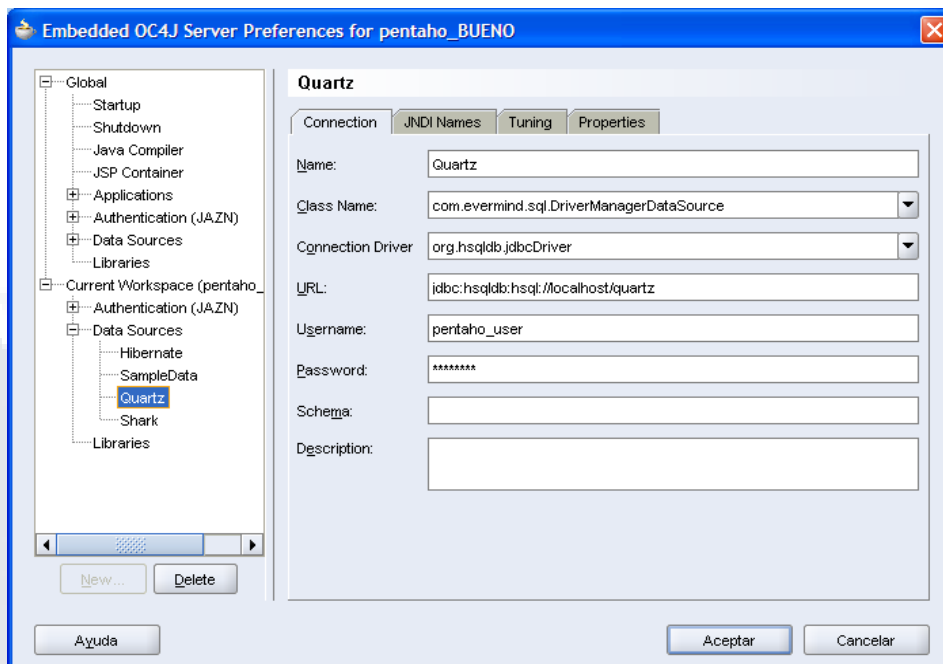 Embedded OC4J Server Preferences for pentaho_BUENO
Global
Startup
Shutdown
Java Compiler
JSP Container
Applications
Authentication (JAZN)
Data Sources
Libraries
Current Workspace (pentaho_
Authentication (JAZN)
Data Sources
Hibernate
SampleData
Quartz
Shark
Libraries
New...
Delete
Quartz
Connection JNDI Names Tuning Properties
Name: Quartz
Class Name: com.evermind.sql.DriverManagerDataSource
Connection Driver org.hsqldb.jdbcDriver
URL: jdbc:hsqldb:hsql://localhost/quartz
Username: pentaho_user
Password: ********
Schema:
Description:
Ayuda
Aceptar
Cancelar